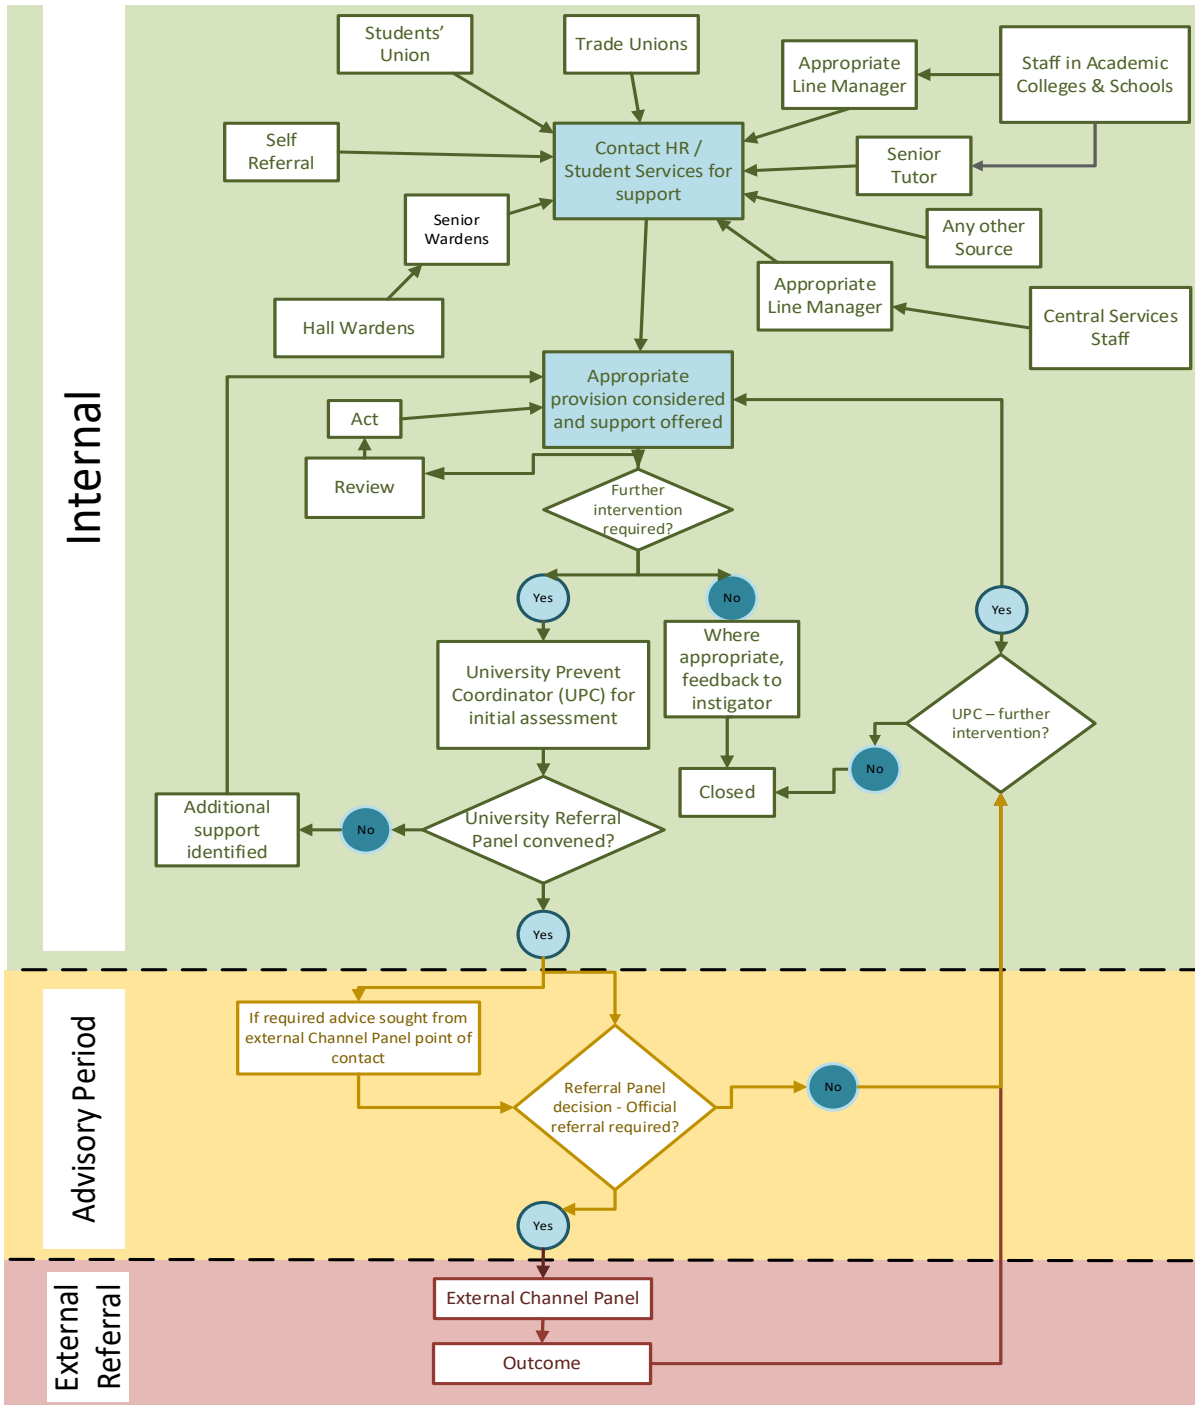 Internal
Students'
Union
Trade Unions
Appropriate
Line Manager
Staff in Academic
Colleges & Schools
Self
Referral
Contact HR /
Student Services for
support
Senior
Tutor
Senior
Wardens
Any other
Source
Hall Wardens
Appropriate
Line Manager
Central Services
Staff
Appropriate
provision considered
and support offered
Act
Review
Further
intervention
required?
Yes
No
Yes
University Prevent
Coordinator (UPC) for
initial assessment
Where
appropriate,
feedback to
instigator
UPC – further
intervention?
No
Closed
Additional
support
identified
No
University Referral
Panel convened?
Yes
Advisory Period
If required advice sought from
external Channel Panel point of
contact
Referral Panel
decision - Official
referral required?
No
Yes
External
Referral
External Channel Panel
Outcome